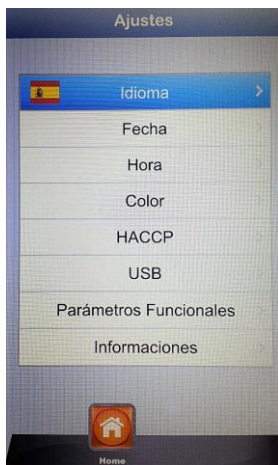 Ajustes
Idioma
Fecha
Hora
Color
HACCP
USB
Parámetros Funcionales
Informaciones
Home